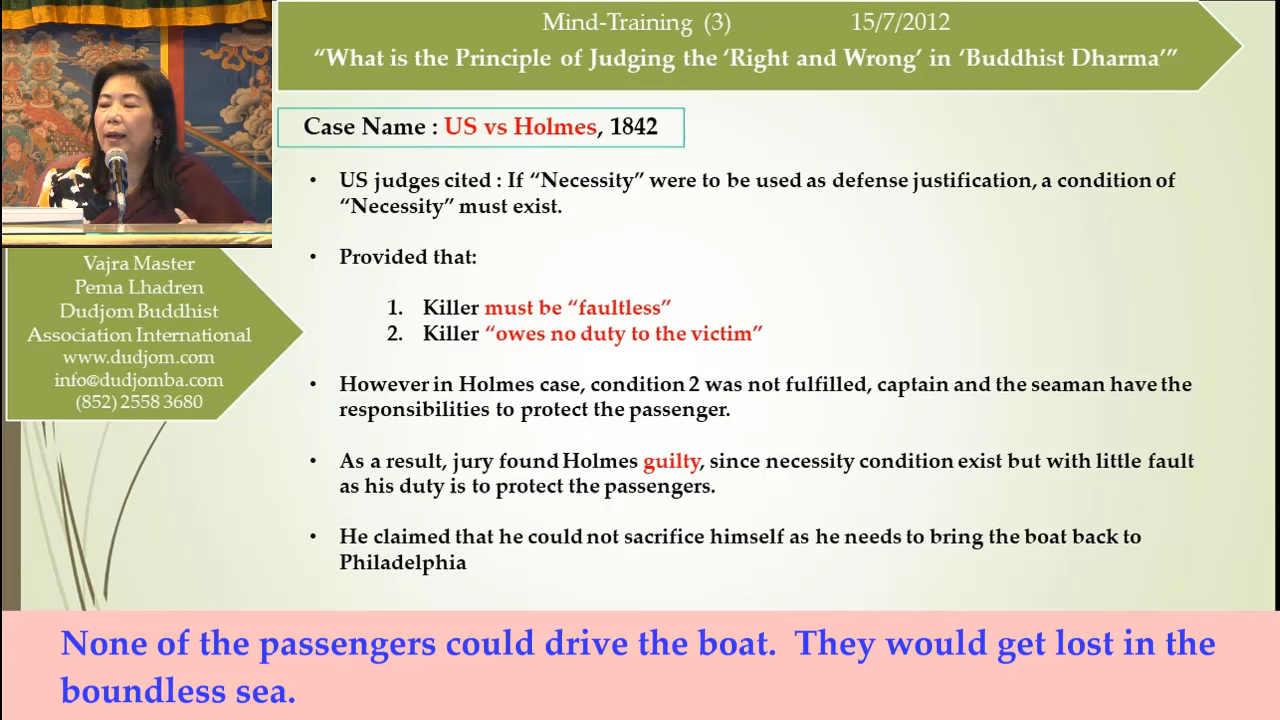 Mind-Training (3) 15/7/2012
“What is the Principle of Judging the ‘Right and Wrong’ in ‘Buddhist Dharma’”
Case Name : US vs Holmes, 1842
• US judges cited : If “Necessity” were to be used as defense justification, a condition of
“Necessity” must exist.
• Provided that:
1. Killer must be “faultless”
2. Killer “owes no duty to the victim”
• However in Holmes case, condition 2 was not fulfilled, captain and the seaman have the
responsibilities to protect the passenger.
• As a result, jury found Holmes guilty, since necessity condition exist but with little fault
as his duty is to protect the passengers.
• He claimed that he could not sacrifice himself as he needs to bring the boat back to
Philadelphia
Vajra Master
Pema Lhadren
Dudjom Buddhist
Association International
www.dudjom.com
info@dudjomba.com
(852) 2558 3680
None of the passengers could drive the boat. They would get lost in the
boundless sea.